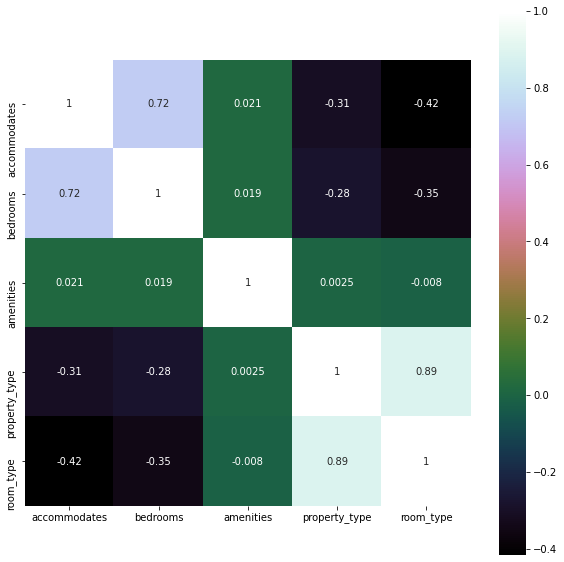 accommodates 1 0.72 0.021 -0.31 -0.42
bedrooms 0.72 1 0.019 -0.28 -0.35
amenities 0.021 0.019 1 0.0025 -0.008
property_type -0.31 -0.28 0.0025 1 0.89
room_type -0.42 -0.35 -0.008 0.89 1
accommodates bedrooms amenities property_type room_type
1.0
0.8
0.6
0.4
0.2
0.0
−0.2
−0.4